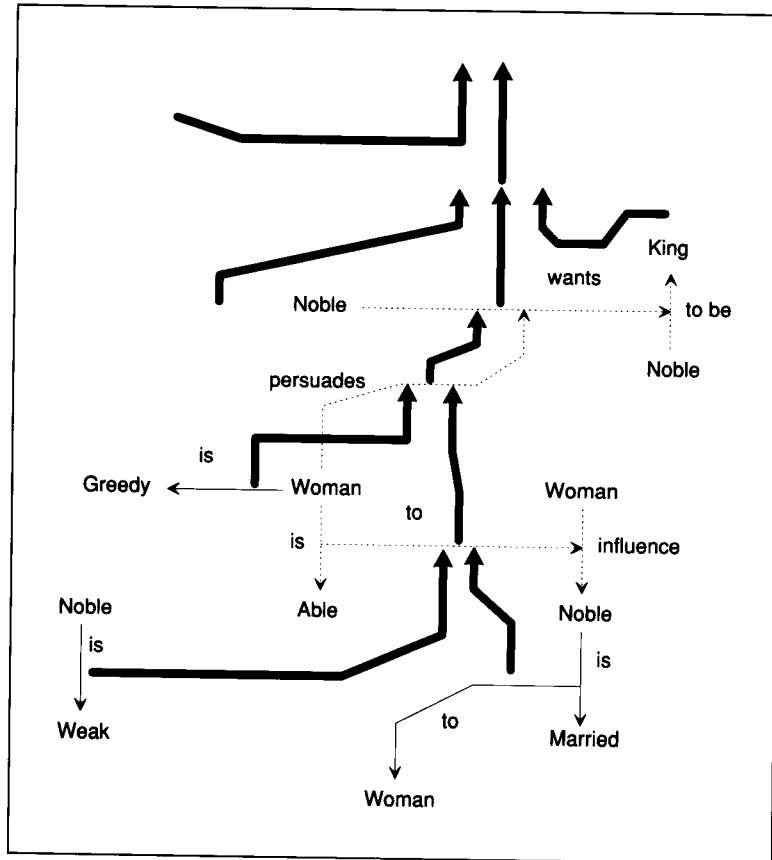 King
wants
Noble
to be
Noble
persuades
is
Greedy
Woman
Woman
to
is
influence
Noble
Able
Noble
is
is
Weak
to
Married
Woman